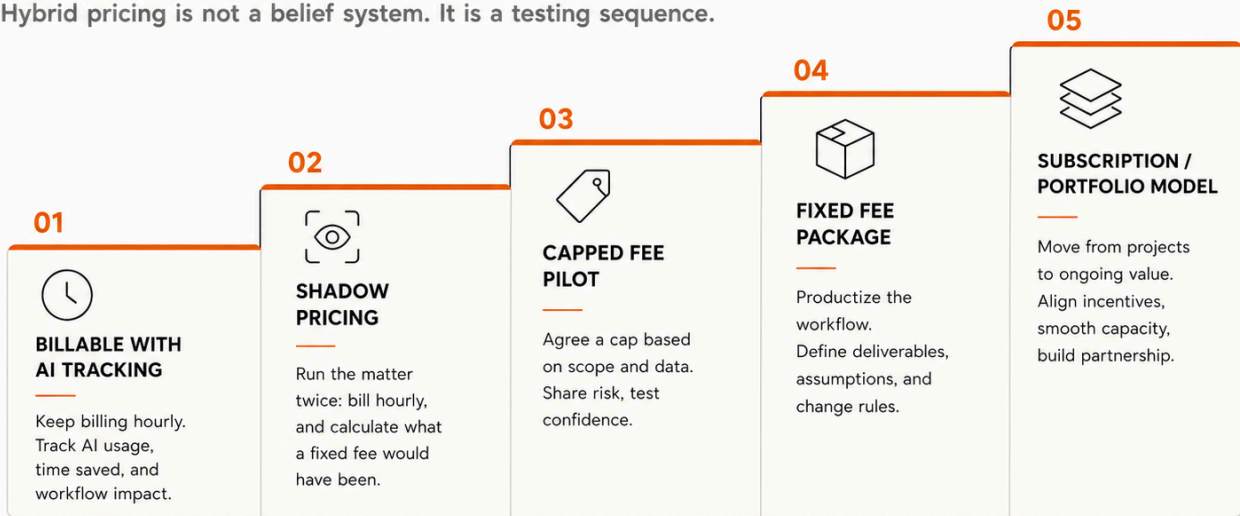 Hybrid pricing is not a belief system. It is a testing sequence.
01
BILLABLE WITH
AI TRACKING
Keep billing hourly.
Track AI usage,
time saved, and
workflow impact.
02
SHADOW
PRICING
Run the matter
twice: bill hourly,
and calculate what
a fixed fee would
have been.
03
CAPPED FEE
PILOT
Agree a cap based
on scope and data.
Share risk, test
confidence.
04
FIXED FEE
PACKAGE
Productize the
workflow.
Define deliverables,
assumptions, and
change rules.
05
SUBSCRIPTION /
PORTFOLIO MODEL
Move from projects
to ongoing value.
Align incentives,
smooth capacity,
build partnership.